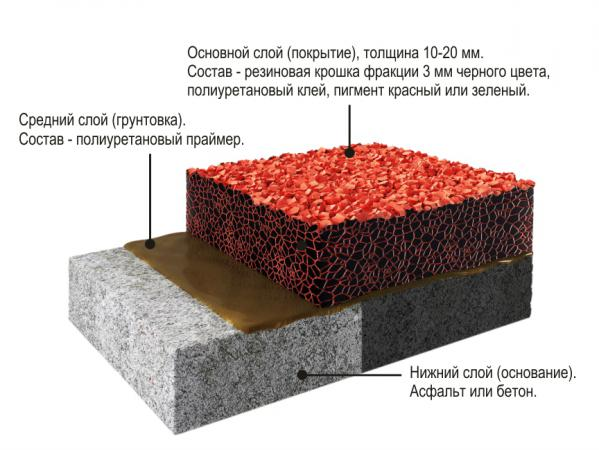 Основной слой (покрытие), толщина 10-20 мм.
Состав - резиновая крошка фракции 3 мм черного цвета,
полиуретановый клей, пигмент красный или зеленый.
Средний слой (грунтовка).
Состав - полиуретановый праймер.
Нижний слой (основание).
Асфальт или бетон.